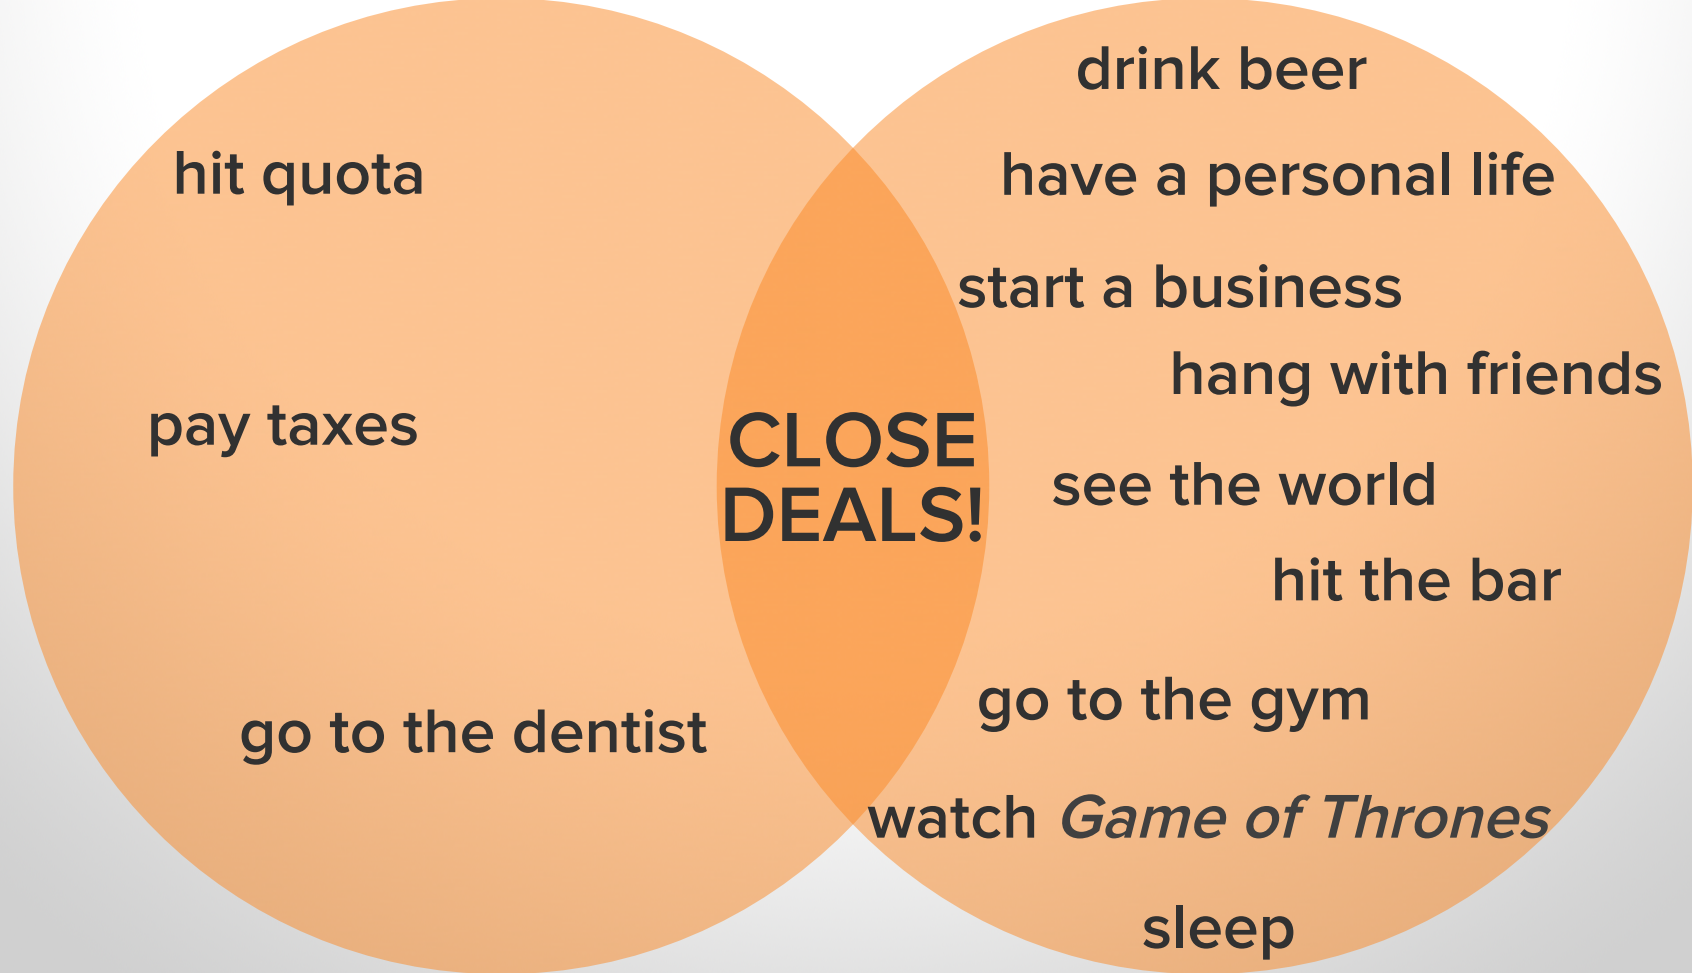 hit quota
pay taxes
go to the dentist
CLOSE
DEALS!
drink beer
have a personal life
start a business
hang with friends
see the world
hit the bar
go to the gym
watch Game of Thrones
sleep